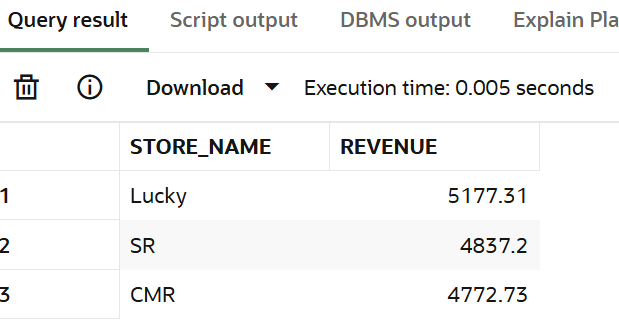 Query result Script output DBMS output Explain Pla
Download Execution time: 0.005 seconds
STORE_NAME REVENUE
1 Lucky 5177.31
2 SR 4837.2
3 CMR 4772.73